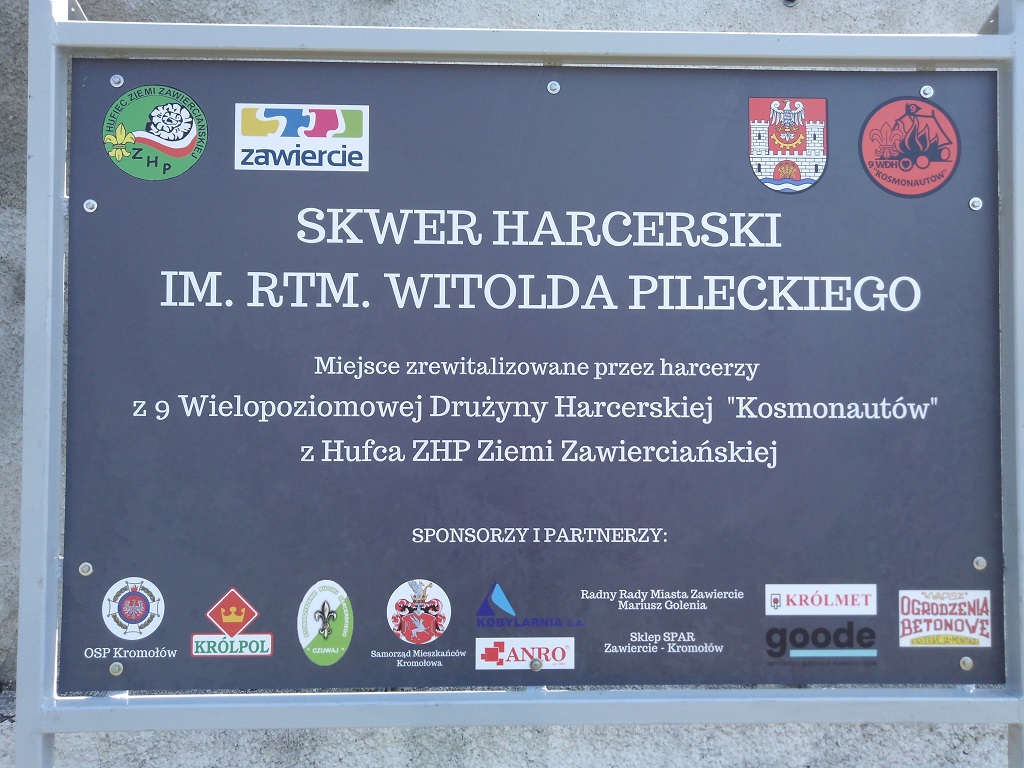 HUFIEC ZIEMI ZAWIERCIAŃSKIEJ
ZHP
zawiercie
9
9 WDH
"KOSMONAUTÓW"
SKWER HARCERSKI
IM. RTM. WITOLDA PILECKIEGO
Miejsce zrewitalizowane przez harcerzy
z 9 Wielopoziomowej Drużyny Harcerskiej "Kosmonautów"
z Hufca ZHP Ziemi Zawierciańskiej
SPONSORZY I PARTNERZY:
OSP Kromołów
KRÓLPOL
CZUWAJ
Samorząd Mieszkańców
Kromołowa
KOBYLARNIA S.A.
ANRO
Radny Rady Miasta Zawiercie
Mariusz Golenia
Sklep SPAR
Zawiercie - Kromołów
KRÓLMET
goode
OGRODZENIA
BETONOWE